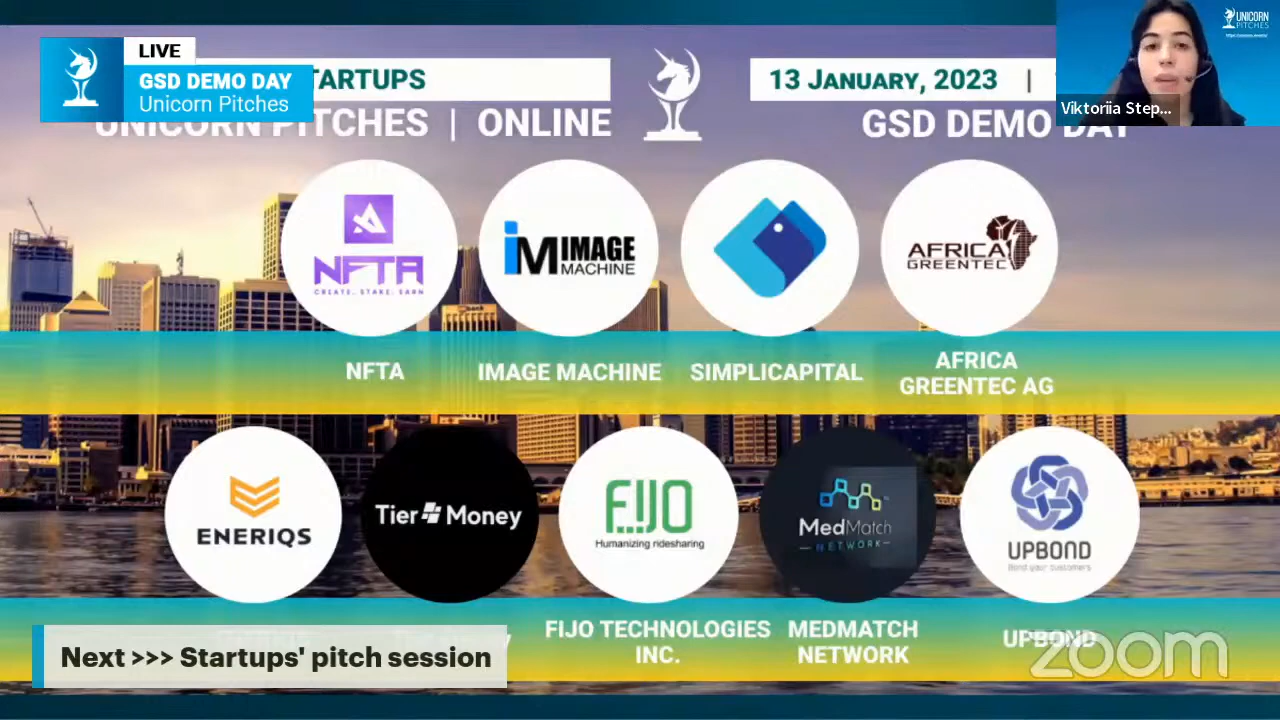 LIVE
GSD DEMO DAY
Unicorn Pitches
TARTUPS
13 JANUARY, 2023 |
UNICORN PITCHES | ONLINE
GSD DEMO DAY
UNICORN
PITCHES
Viktoriia Step...
NFTA
CREATE. STAKE. EARN
iM IMAGE
MACHINE
AFRICA
GREENTEC
NFTA
IMAGE MACHINE
SIMPLICAPITAL
AFRICA
GREENTEC AG
ENERIQS
Tier Money
FIJO
Humanizing ridesharing
MedMatch
NETWORK
UPBOND
Bond your customers
FIJO TECHNOLOGIES
INC.
MEDMATCH
NETWORK
UPBOND
Next >>> Startups' pitch session
zoom